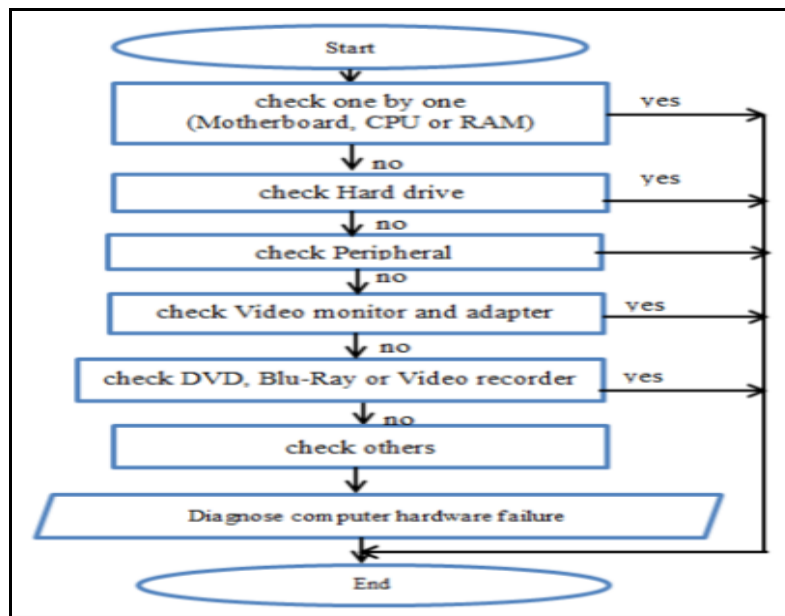 Start
check one by one
(Motherboard, CPU or RAM)
yes
no
check Hard drive
yes
no
check Peripheral
no
check Video monitor and adapter
yes
no
check DVD, Blu-Ray or Video recorder
yes
no
check others
Diagnose computer hardware failure
End